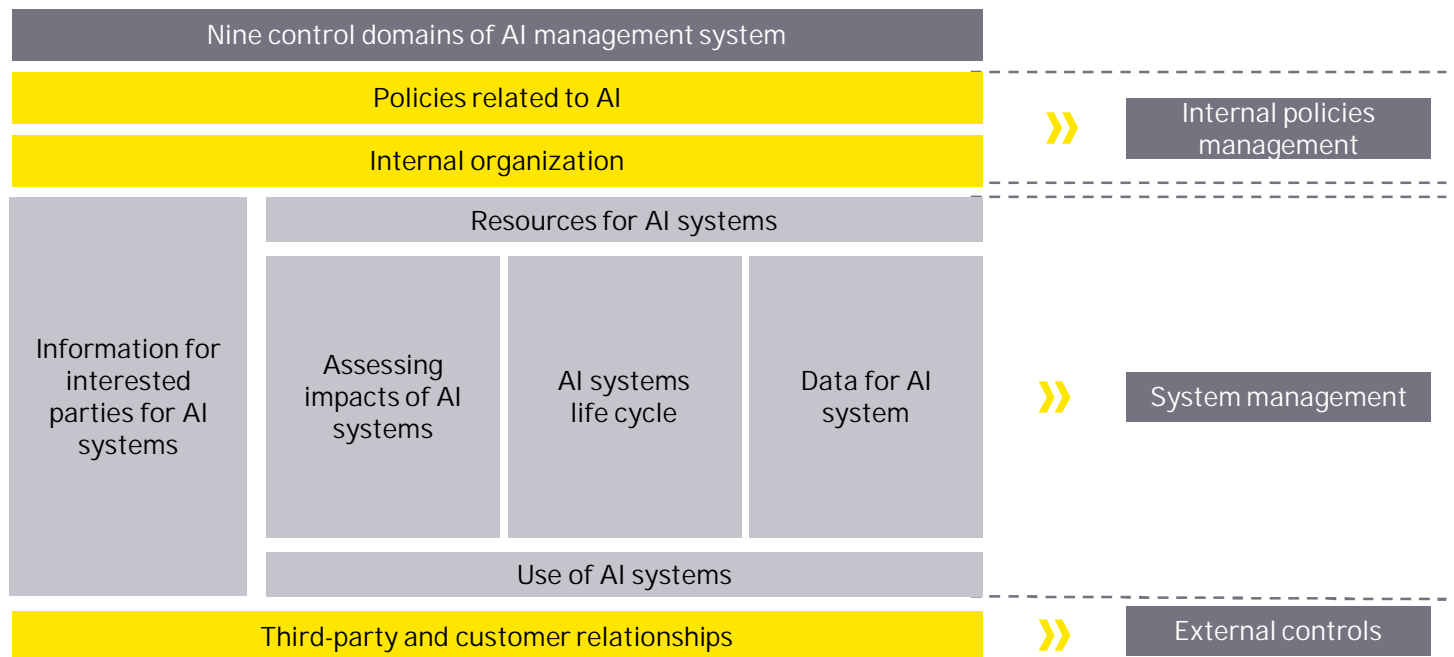 Nine control domains of AI management system
Policies related to AI
Internal organization
Internal policies
management
Resources for AI systems
Information for
interested
parties for AI
systems
Assessing
impacts of AI
systems
AI systems
life cycle
Data for AI
system
System management
Use of AI systems
Third-party and customer relationships
External controls